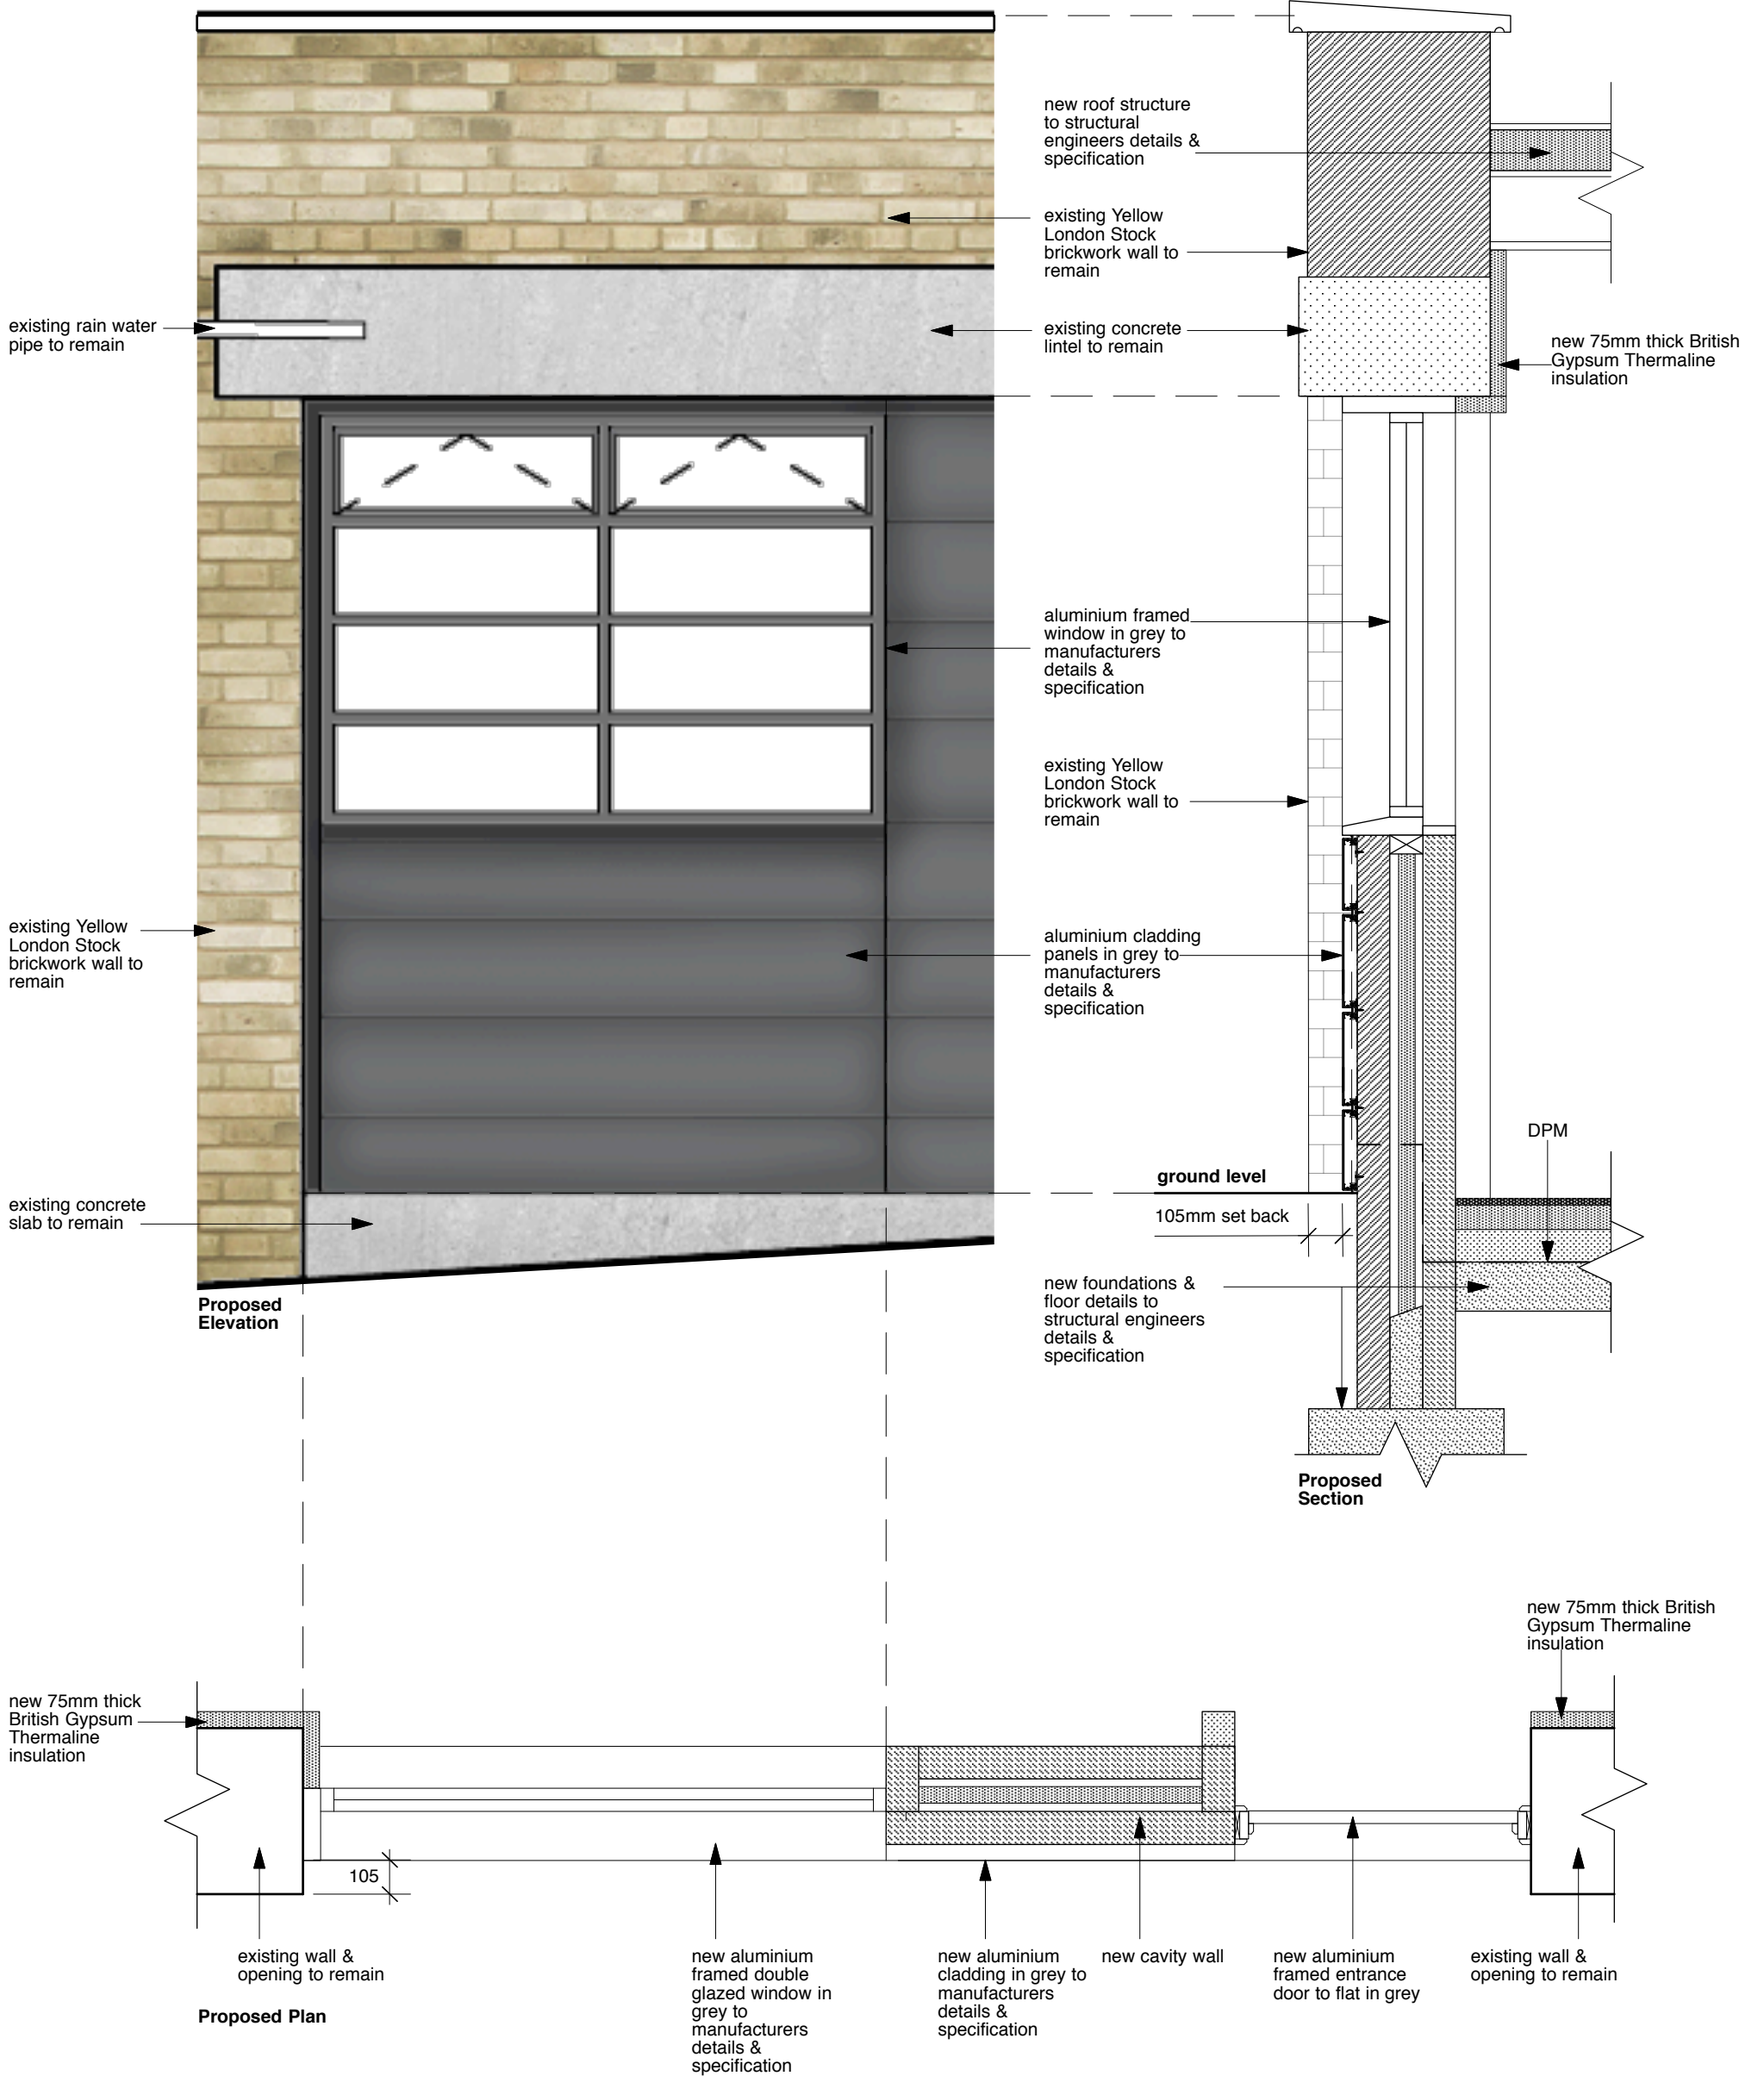 new roof structure
to structural
engineers details &
specification
existing Yellow
London Stock
brickwork wall to
remain
existing rain water
pipe to remain
existing concrete
lintel to remain
new 75mm thick British
Gypsum Thermaline
insulation
aluminium framed
window in grey to
manufacturers
details &
specification
existing Yellow
London Stock
brickwork wall to
remain
existing Yellow
London Stock
brickwork wall to
remain
aluminium cladding
panels in grey to
manufacturers
details &
specification
DPM
ground level
105mm set back
existing concrete
slab to remain
new foundations &
floor details to
structural engineers
details &
specification
Proposed
Elevation
Proposed
Section
new 75mm thick British
Gypsum Thermaline
insulation
new 75mm thick
British Gypsum
Thermaline
insulation
105
existing wall &
opening to remain
new aluminium
framed double
glazed window in
grey to
manufacturers
details &
specification
new aluminium
cladding in grey to
manufacturers
details &
specification
new cavity wall
new aluminium
framed entrance
door to flat in grey
existing wall &
opening to remain
Proposed Plan